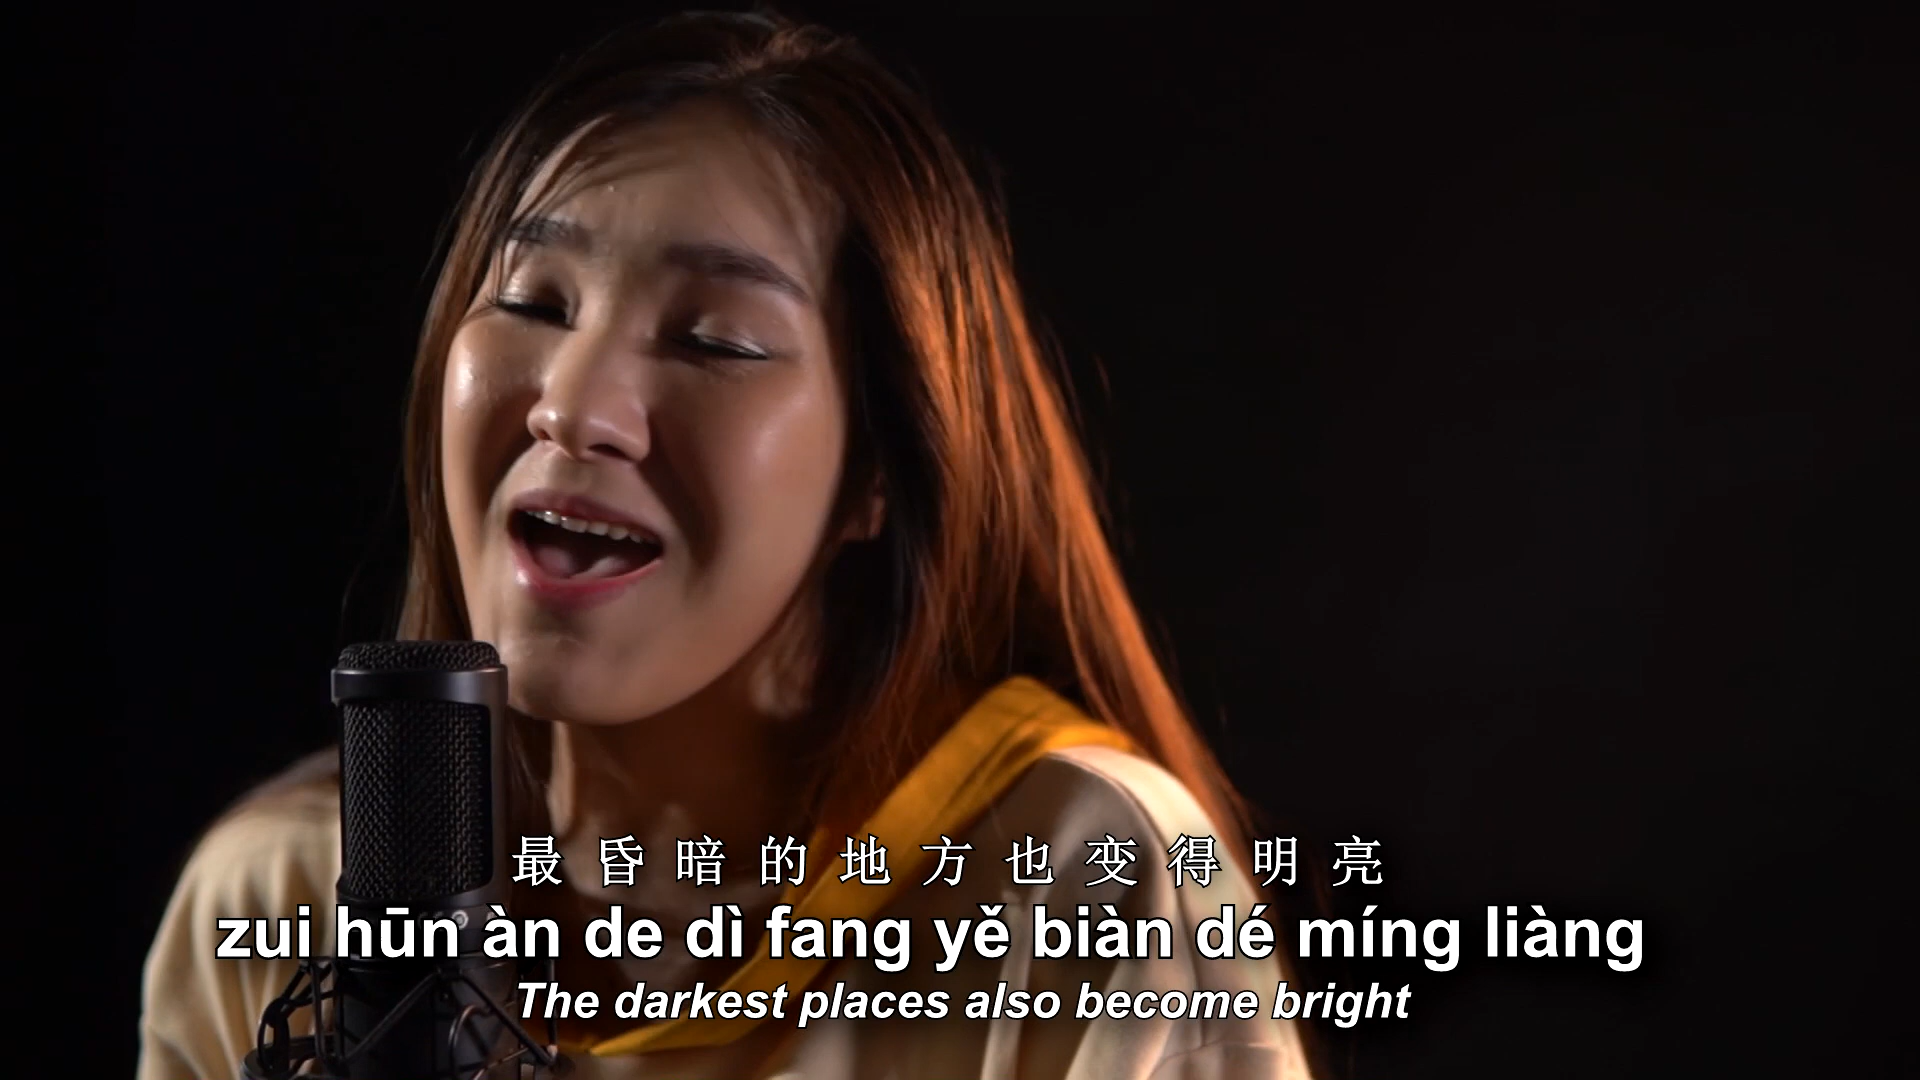 最昏暗的地方也变得明亮
zui hūn àn de dì fang yě biàn dé míng liàng
The darkest places also become bright